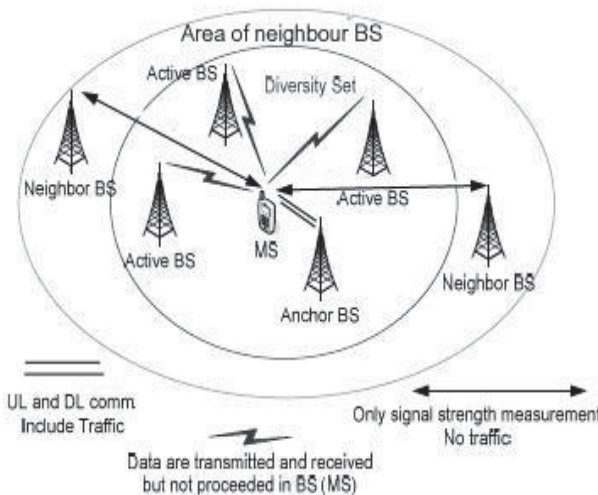 Area of neighbour BS
Active BS
Diversity Set
Neighbor BS
Active BS
Active BS
MS
Neighbor BS
Anchor BS
UL and DL comm.
Include Traffic
Only signal strength measurement
No traffic
Data are transmitted and received
but not proceeded in BS (MS)